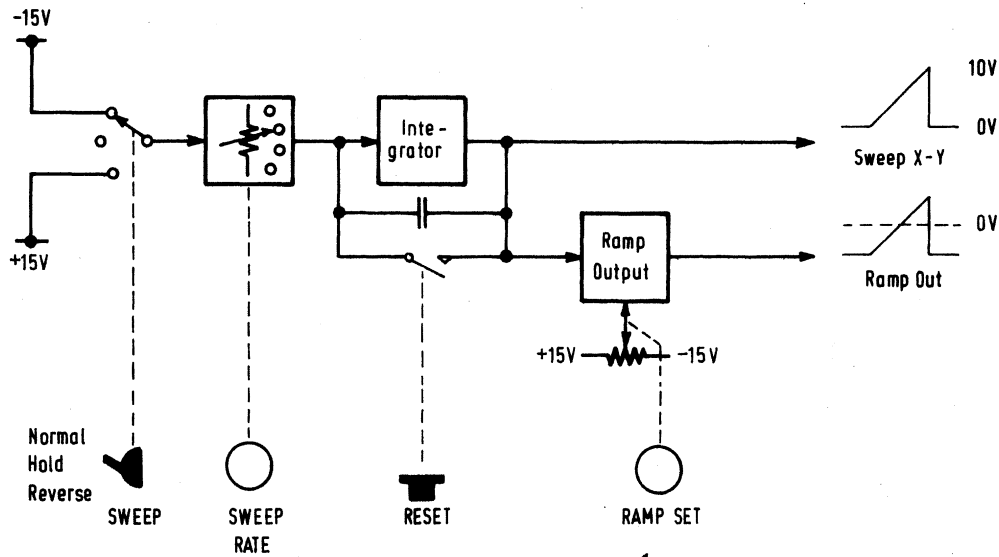 -15V
+15V
Inte-
grator
10V
0V
Sweep X-Y
Ramp
Output
0V
Ramp Out
+15V
-15V
Normal
Hold
Reverse
SWEEP
SWEEP
RATE
RESET
RAMP SET